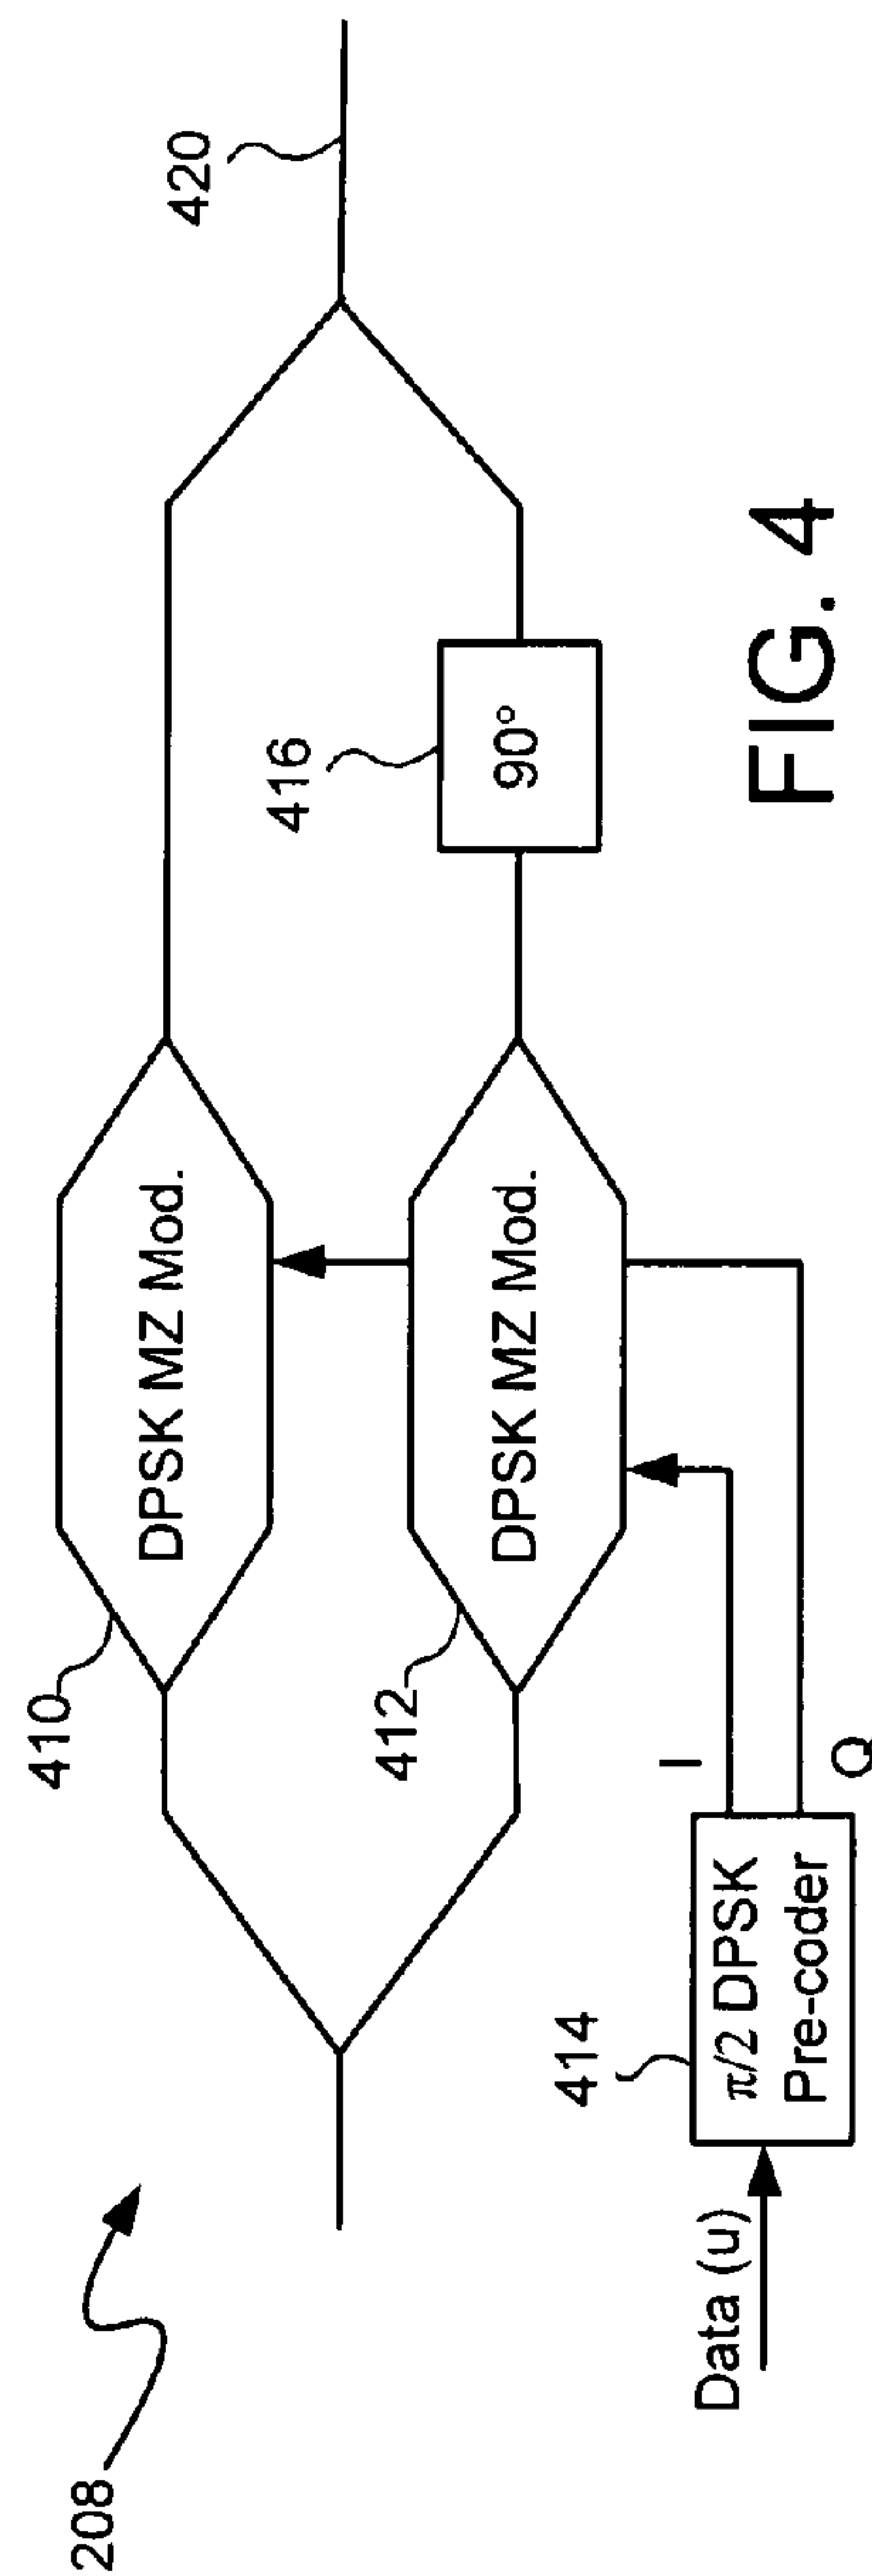 208
410
DPSK MZ Mod.
420
412
DPSK MZ Mod.
416
90°
414
π/2 DPSK
Pre-coder
I
Q
Data (u)
FIG. 4